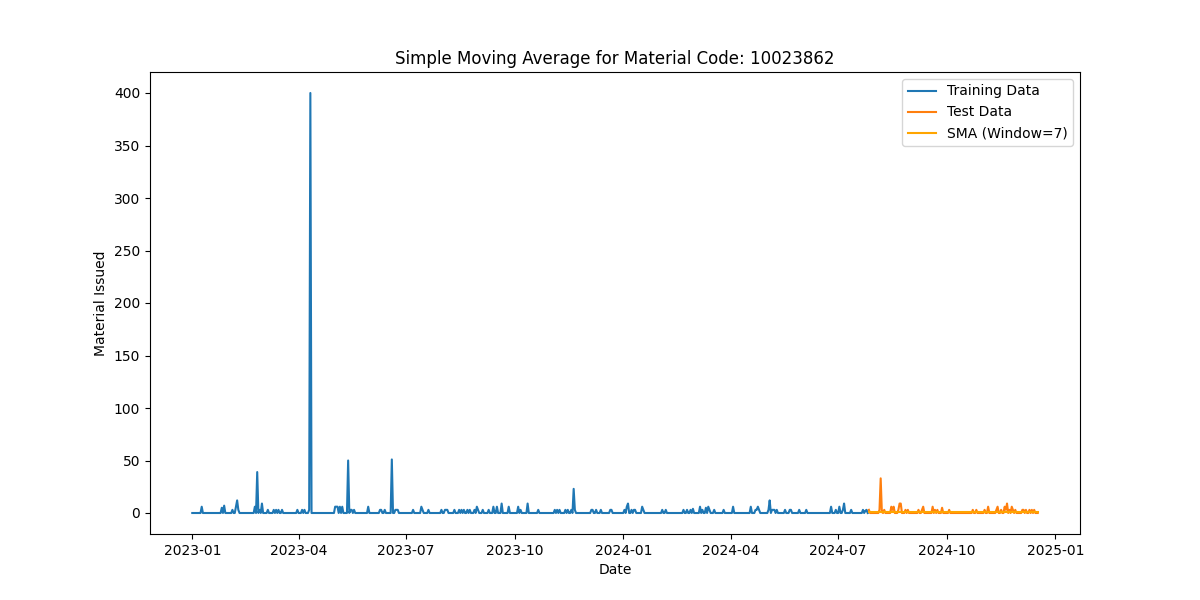 Simple Moving Average for Material Code: 10023862
Training Data
Test Data
SMA (Window=7)
Material Issued
400
350
300
250
200
150
100
50
0
2023-01 2023-04 2023-07 2023-10 2024-01 2024-04 2024-07 2024-10 2025-01
Date